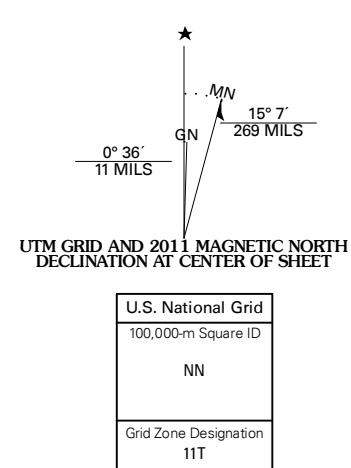 MN
15° 7´
269 MILS
GN
0° 36´
11 MILS
UTM GRID AND 2011 MAGNETIC NORTH
DECLINATION AT CENTER OF SHEET
U.S. National Grid
100,000-m Square ID
NN
Grid Zone Designation
11T